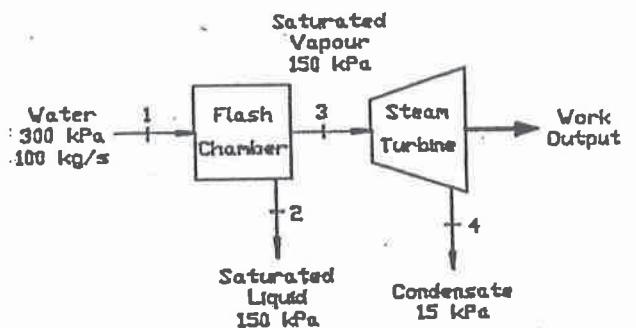 Saturated
Vapour
150 kPa
Water
300 kPa
100 kg/s
1
Flash
Chamber
3
Steam
Turbine
Work
Output
2
4
Saturated
Liquid
150 kPa
Condensate
15 kPa